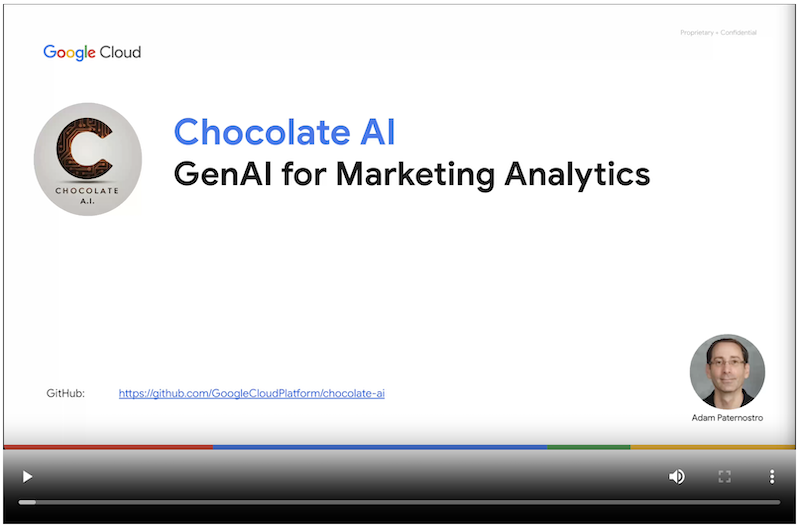 Proprietary + Confidential
Google Cloud
C
CHOCOLATE
A.I.
Chocolate AI
GenAI for Marketing Analytics
GitHub: https://github.com/GoogleCloudPlatform/chocolate-ai
Adam Paternostro